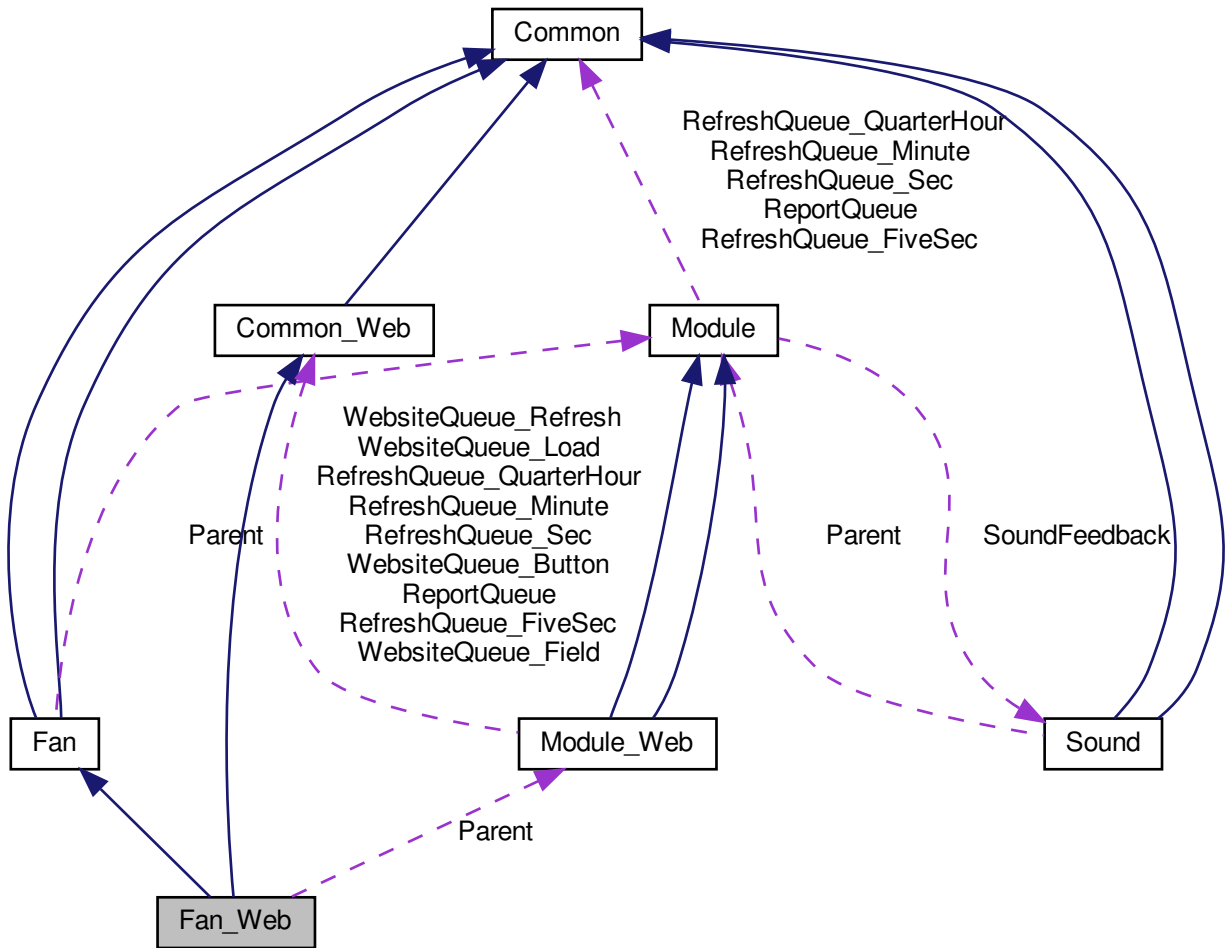 Common
RefreshQueue_QuarterHour
RefreshQueue_Minute
RefreshQueue_Sec
ReportQueue
RefreshQueue_FiveSec
Common_Web
Module
WebsiteQueue_Refresh
WebsiteQueue_Load
RefreshQueue_QuarterHour
RefreshQueue_Minute
RefreshQueue_Sec
WebsiteQueue_Button
ReportQueue
RefreshQueue_FiveSec
WebsiteQueue_Field
Parent
Parent
SoundFeedback
Fan
Module_Web
Sound
Parent
Fan_Web